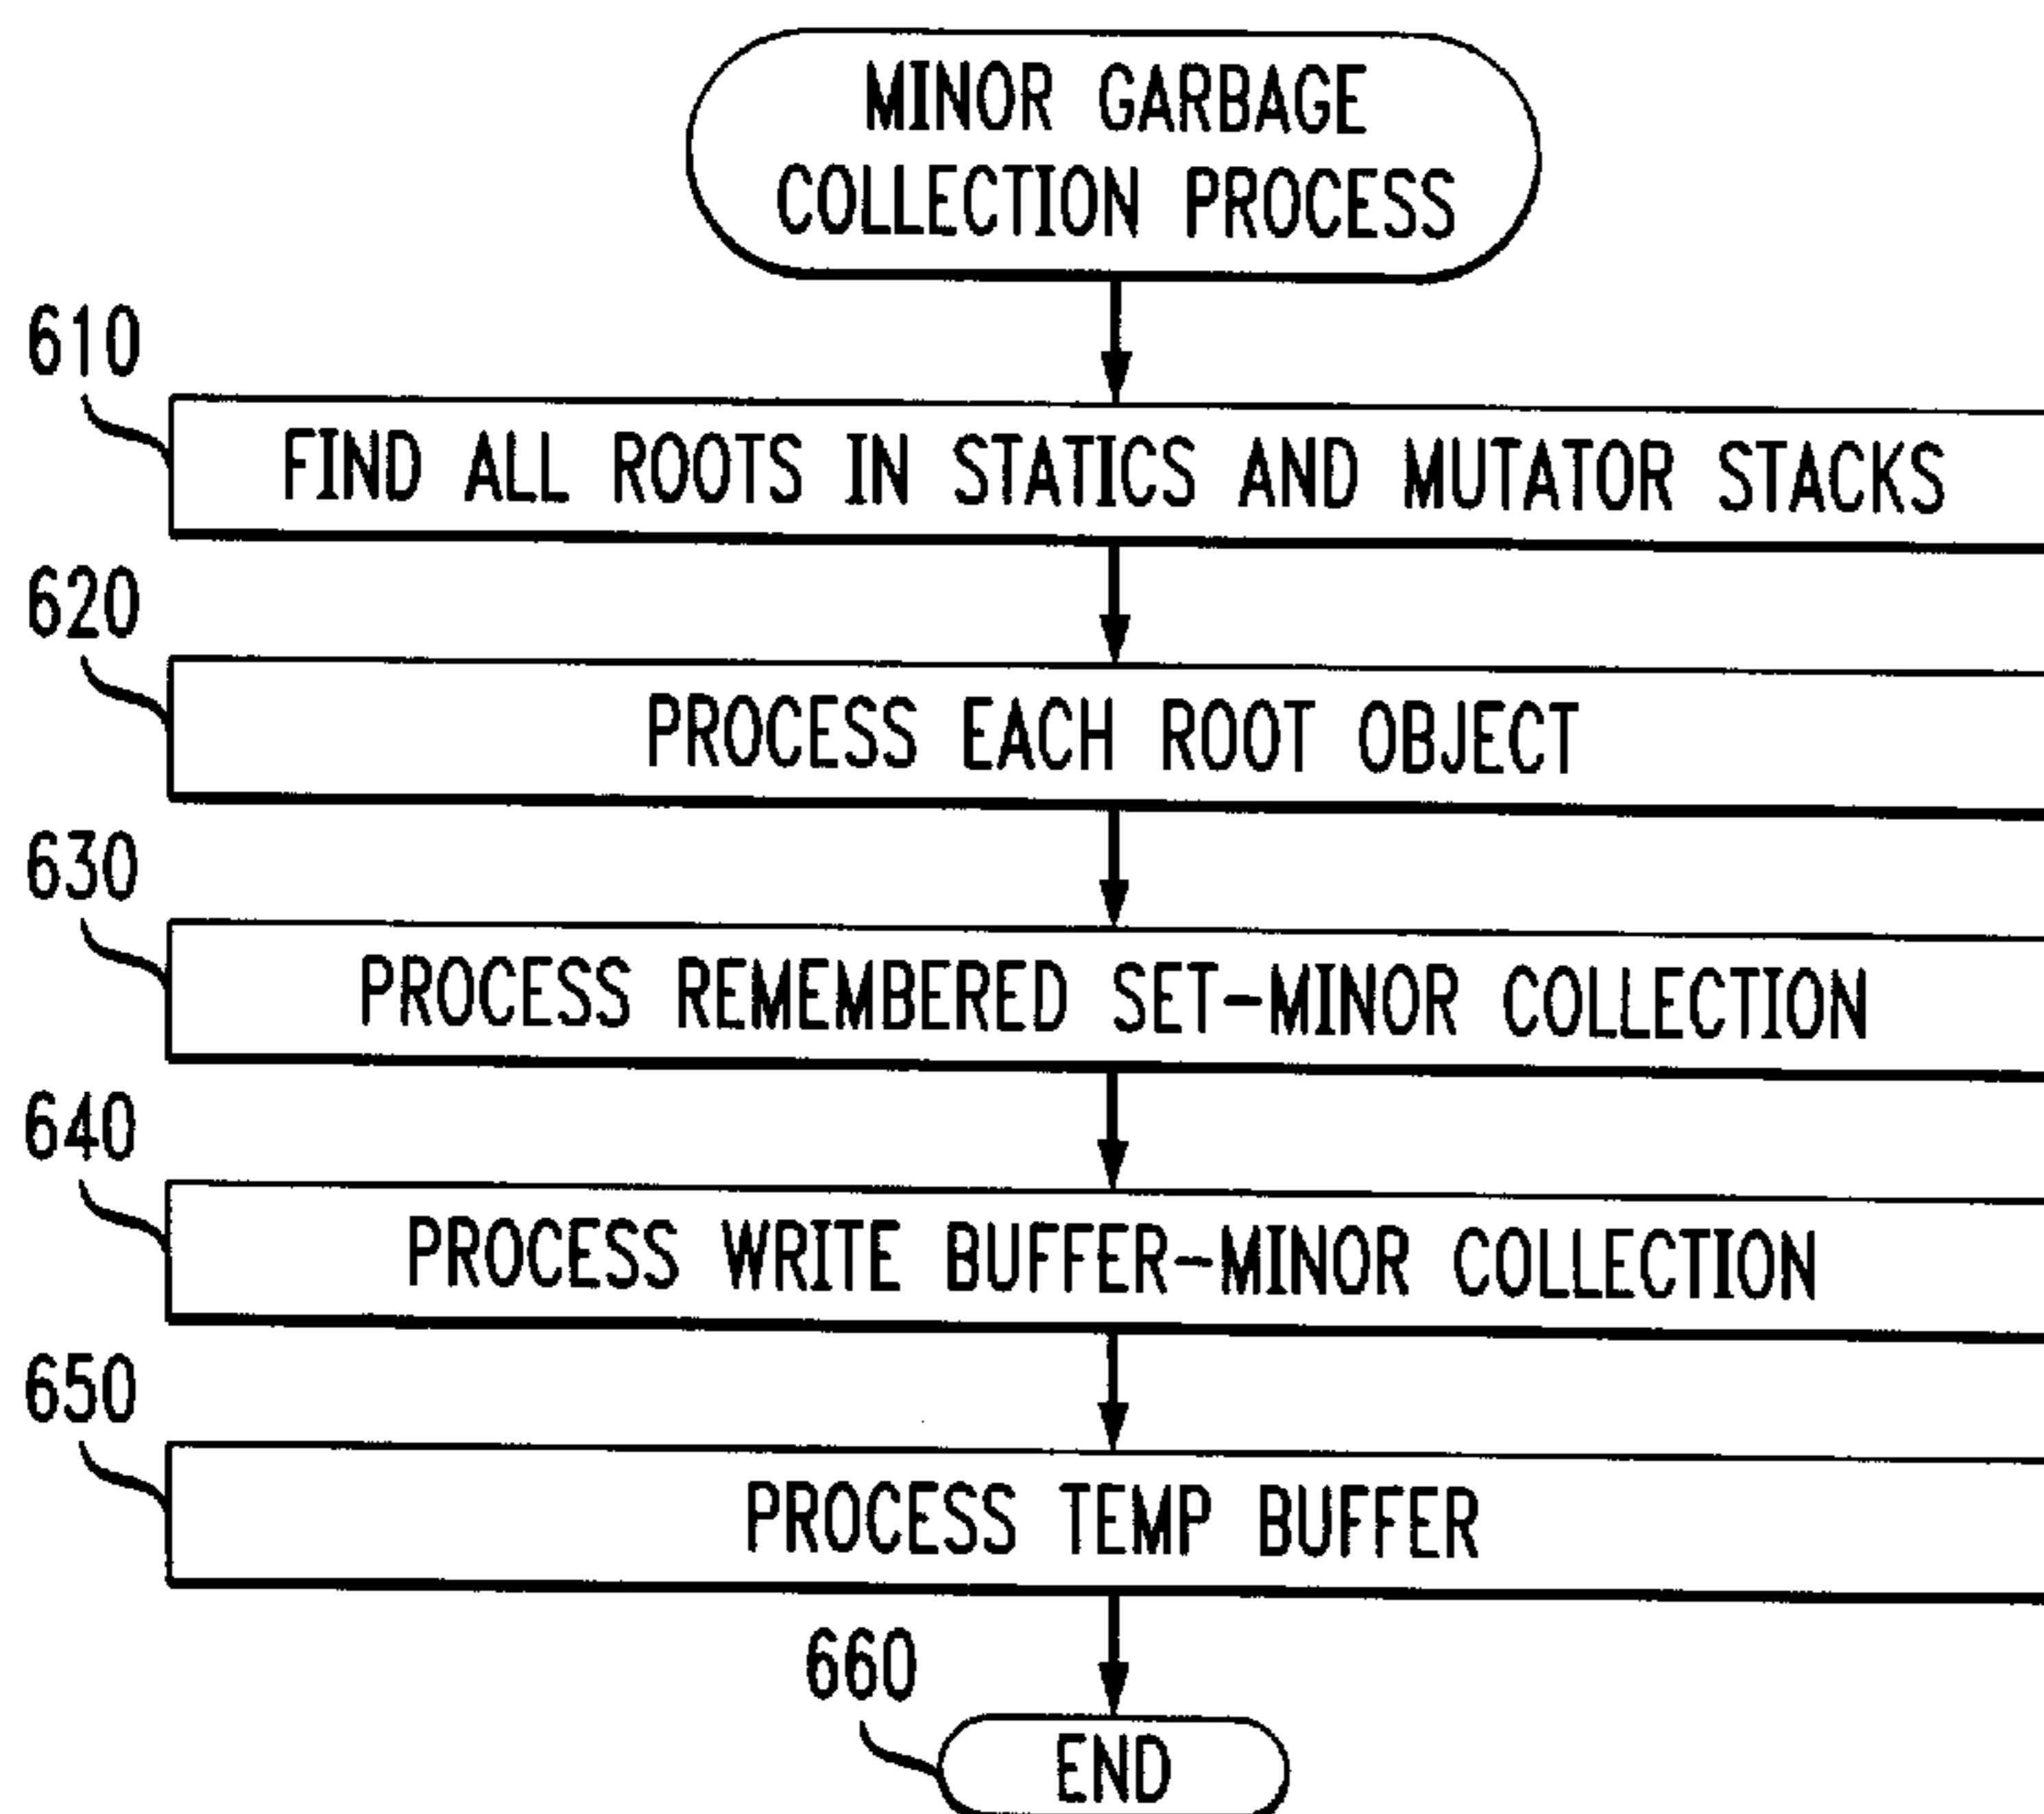 MINOR GARBAGE
COLLECTION PROCESS
610
FIND ALL ROOTS IN STATICS AND MUTATOR STACKS
620
PROCESS EACH ROOT OBJECT
630
PROCESS REMEMBERED SET-MINOR COLLECTION
640
PROCESS WRITE BUFFER-MINOR COLLECTION
650
PROCESS TEMP BUFFER
660
END